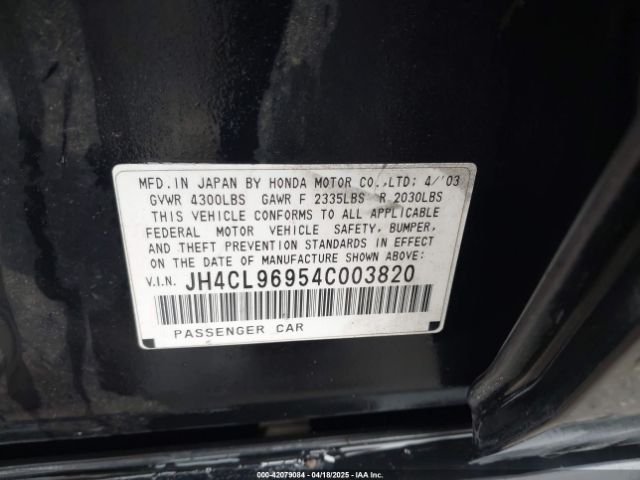 MFD.IN JAPAN BY HONDA MOTOR CO.,LTD; 4/'03
GVWR 4300LBS GAWR F 2335LBS R 2030LBS
THIS VEHICLE CONFORMS TO ALL APPLICABLE
FEDERAL MOTOR VEHICLE SAFETY, BUMPER,
AND THEFT PREVENTION STANDARDS IN EFFECT
ON THE DATE OF MANUFACTURE SHOWN ABOVE:
V.I.N. JH4CL96954C003820
PASSENGER CAR
000-42079084 - 04/18/2025 - IAAI.COM